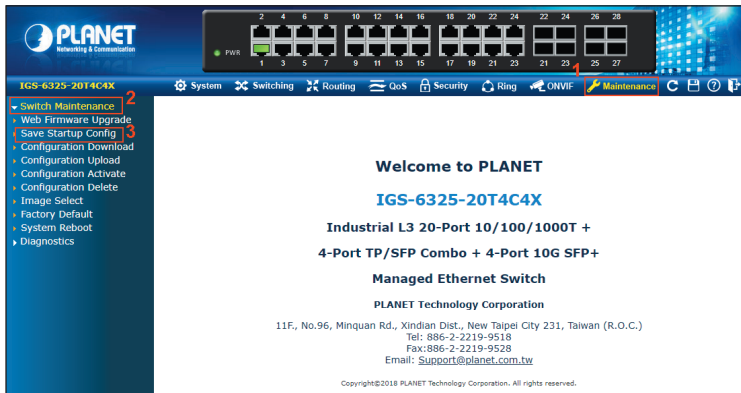 PLANET
Networking & Communication
2 4 6 8 10 12 14 16 18 20 22 24 22 24 26 28
PWR
1 3 5 7 9 11 13 15 17 19 21 23 21 23 25 27
1
IGS-6325-20T4C4X
System Switching Routing QoS Security Ring ONVIF Maintenance
Switch Maintenance 2
Web Firmware Upgrade
Save Startup Config 3
Configuration Download
Configuration Upload
Configuration Activate
Configuration Delete
Image Select
Factory Default
System Reboot
Diagnostics
Welcome to PLANET
IGS-6325-20T4C4X
Industrial L3 20-Port 10/100/1000T +
4-Port TP/SFP Combo + 4-Port 10G SFP+
Managed Ethernet Switch
PLANET Technology Corporation
11F., No.96, Minquan Rd., Xindian Dist., New Taipei City 231, Taiwan (R.O.C.)
Tel: 886-2-2219-9518
Fax:886-2-2219-9528
Email: Support@planet.com.tw
Copyright©2018 PLANET Technology Corporation. All rights reserved.